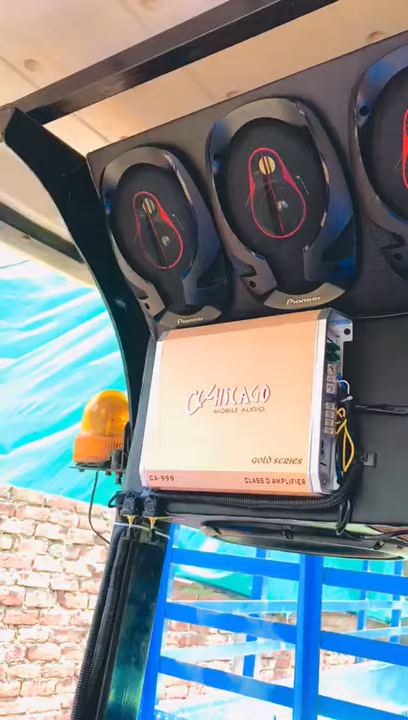 Pioneer
Pioneer
CHICAGO
MOBILE AUDIO
GOLD SERIES
CA-999
CLASS D AMPLIFIER